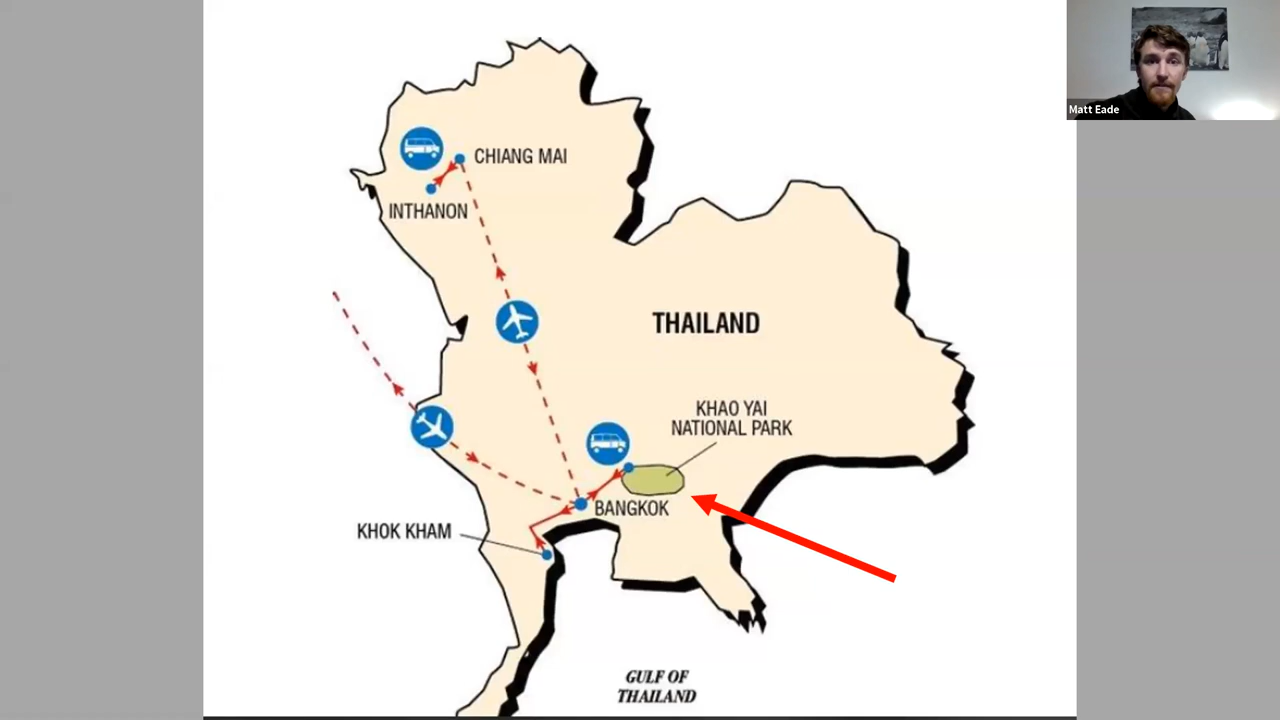 Matt Eade
CHIANG MAI
INTHANON
THAILAND
KHAO YAI
NATIONAL PARK
BANGKOK
KHOK KHAM
GULF OF
THAILAND